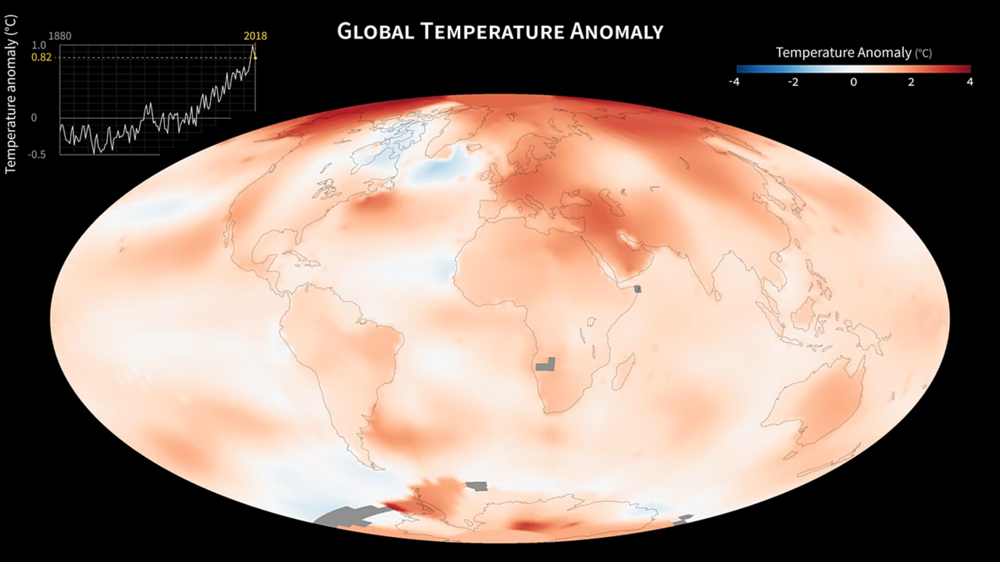 GLOBAL TEMPERATURE ANOMALY
Temperature anomaly (°C)
1880
2018
1.0
0.82
0
-0.5
Temperature Anomaly (°C)
-4 -2 0 2 4